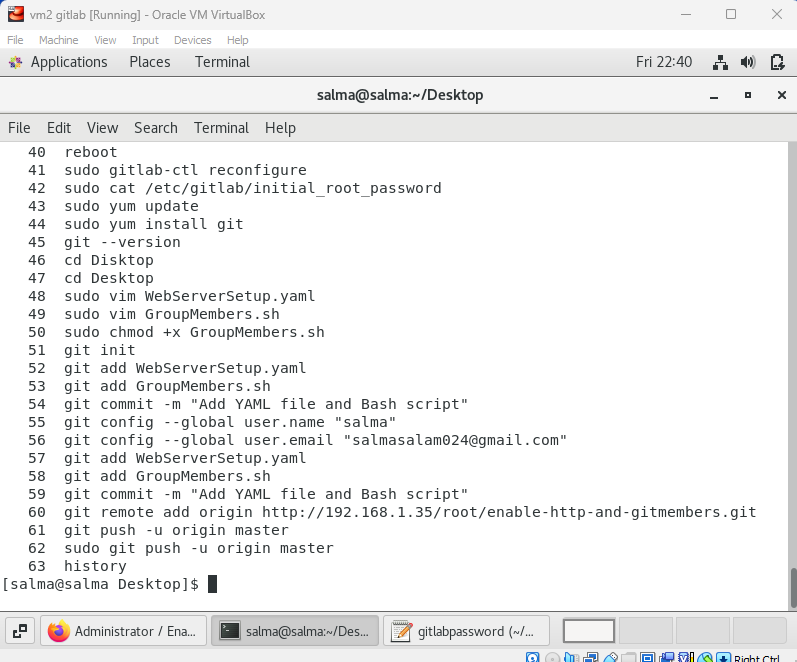 vm2 gitlab [Running] - Oracle VM VirtualBox
File Machine View Input Devices Help
Applications Places Terminal Fri 22:40
salma@salma:~/Desktop
File Edit View Search Terminal Help
40 reboot
41 sudo gitlab-ctl reconfigure
42 sudo cat /etc/gitlab/initial_root_password
43 sudo yum update
44 sudo yum install git
45 git --version
46 cd Disktop
47 cd Desktop
48 sudo vim WebServerSetup.yaml
49 sudo vim GroupMembers.sh
50 sudo chmod +x GroupMembers.sh
51 git init
52 git add WebServerSetup.yaml
53 git add GroupMembers.sh
54 git commit -m "Add YAML file and Bash script"
55 git config --global user.name "salma"
56 git config --global user.email "salmasalam024@gmail.com"
57 git add WebServerSetup.yaml
58 git add GroupMembers.sh
59 git commit -m "Add YAML file and Bash script"
60 git remote add origin http://192.168.1.35/root/enable-http-and-gitmembers.git
61 git push -u origin master
62 sudo git push -u origin master
63 history
[salma@salma Desktop]$
Administrator / Ena... salma@salma:~/Des... gitlabpassword (~/...
Right Ctrl